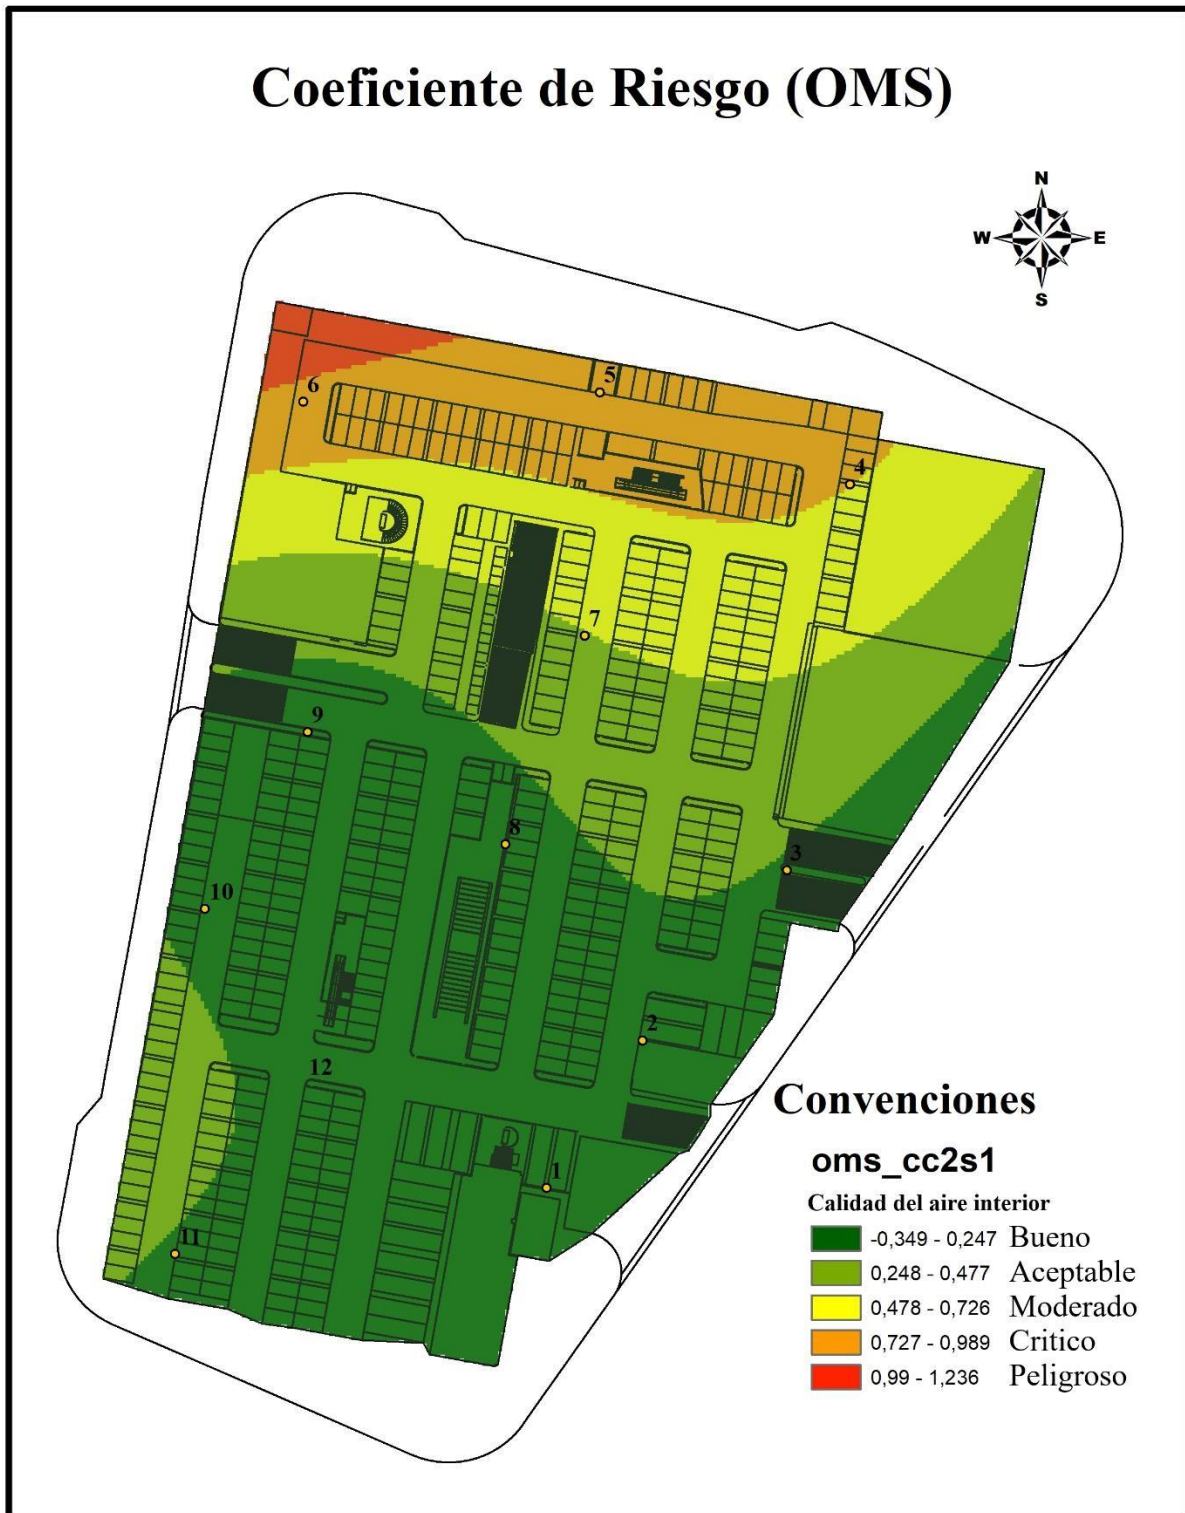 Coeficiente de Riesgo (OMS)
N
W E
S
5
6
4
7
9
8
3
10
2
12
1
11
Convenciones
oms_cc2s1
Calidad del aire interior
-0,349 - 0,247 Bueno
0,248 - 0,477 Aceptable
0,478 - 0,726 Moderado
0,727 - 0,989 Critico
0,99 - 1,236 Peligroso